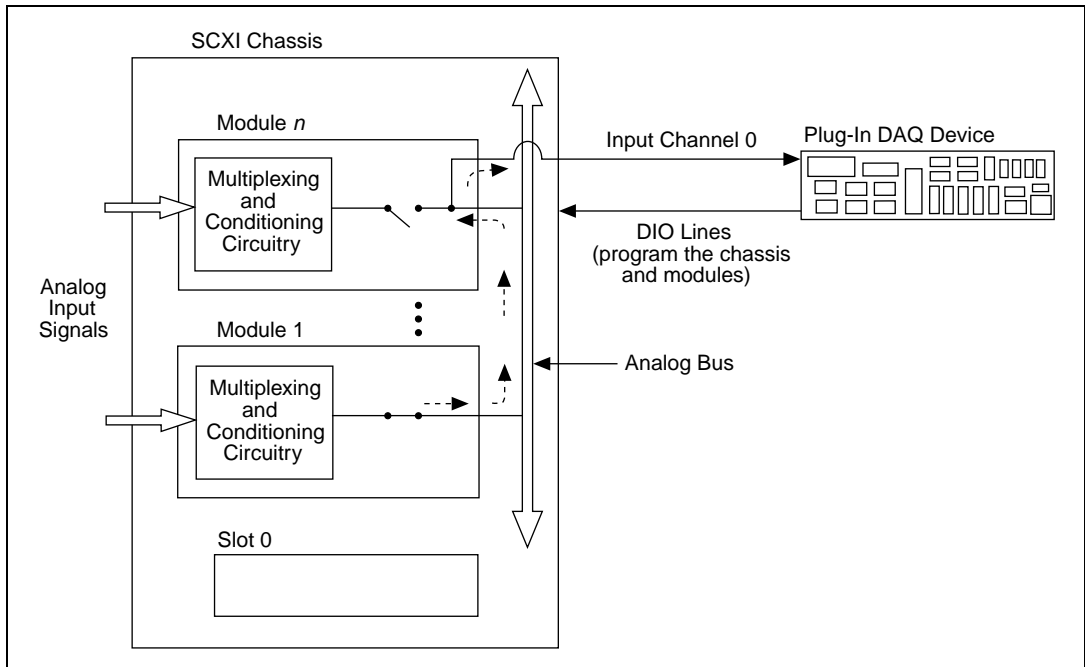 SCXI Chassis
Module n
Multiplexing
and
Conditioning
Circuitry
Input Channel 0
Plug-In DAQ Device
DIO Lines
(program the chassis
and modules)
Analog
Input
Signals
Module 1
Multiplexing
and
Conditioning
Circuitry
Analog Bus
Slot 0